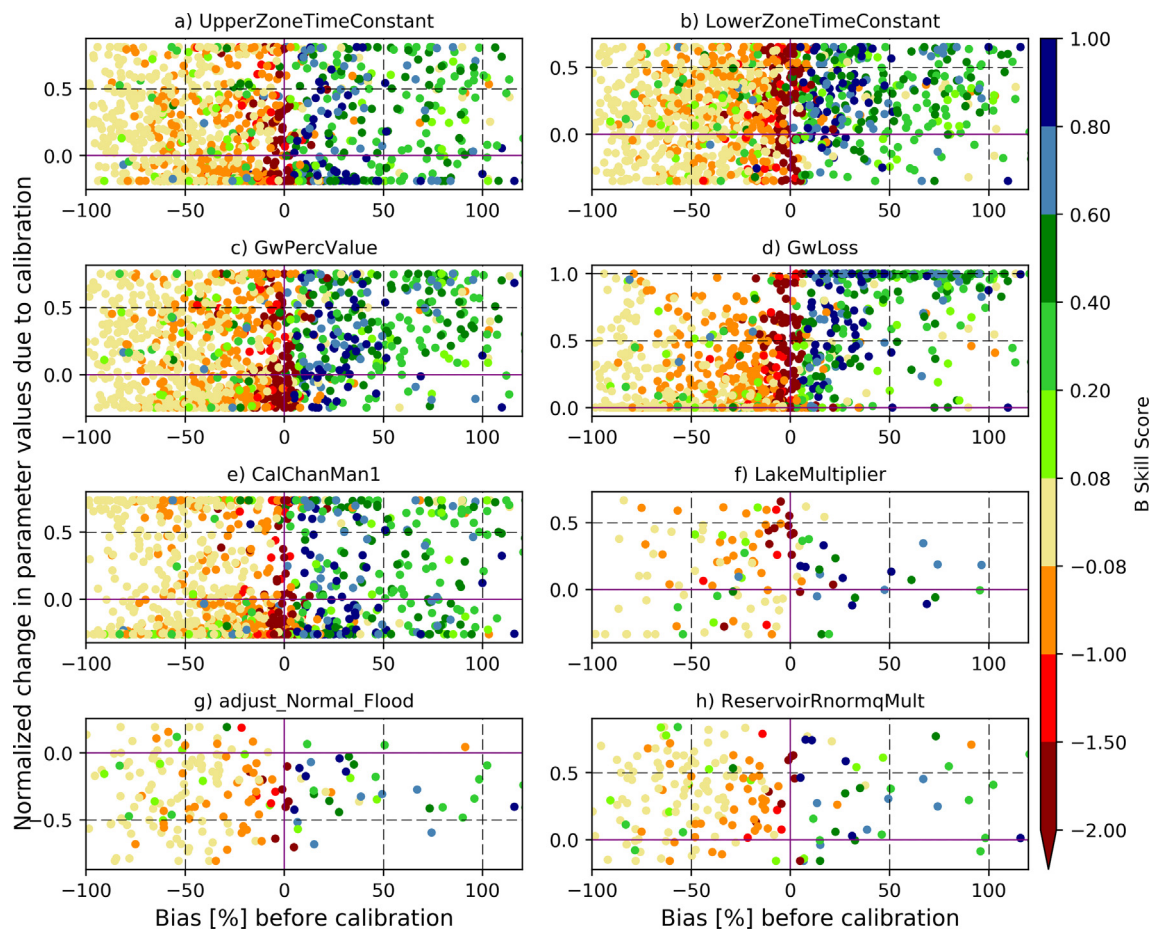 a) UpperZoneTimeConstant
b) LowerZoneTimeConstant
0.5
0.0
−100 −50 0 50 100
0.5
0.0
−100 −50 0 50 100
c) GwPercValue
d) GwLoss
0.5
0.0
−100 −50 0 50 100
1.0
0.5
0.0
−100 −50 0 50 100
e) CalChanMan1
f) LakeMultiplier
0.5
0.0
−100 −50 0 50 100
0.5
0.0
−100 −50 0 50 100
g) adjust_Normal_Flood
h) ReservoirRnormqMult
0.0
−0.5
−100 −50 0 50 100
0.5
0.0
−100 −50 0 50 100
Normalized change in parameter values due to calibration
Bias [%] before calibration
Bias [%] before calibration
1.00
0.80
0.60
0.40
0.20
0.08
−0.08
−1.00
−1.50
−2.00
B Skill Score